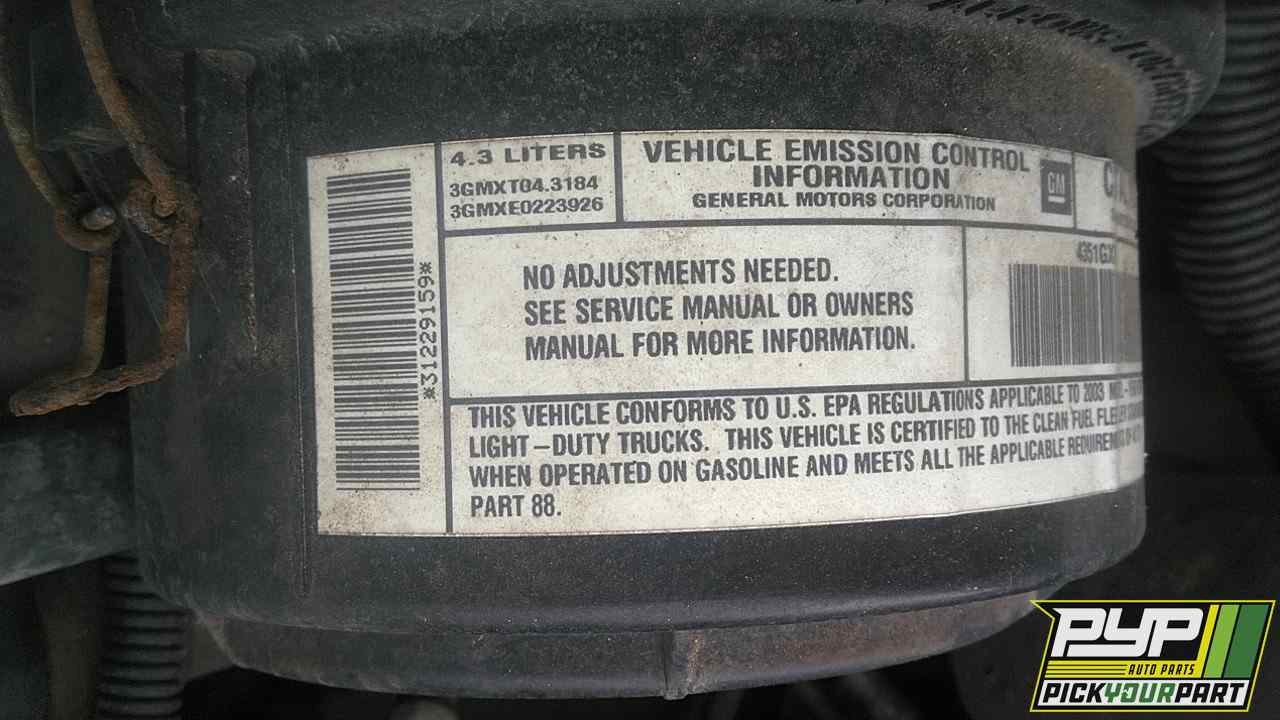 4.3 LITERS
3GMXT04.3184
3GMXE0223926
VEHICLE EMISSION CONTROL
INFORMATION
GENERAL MOTORS CORPORATION
GM
*31229159*
NO ADJUSTMENTS NEEDED.
SEE SERVICE MANUAL OR OWNERS
MANUAL FOR MORE INFORMATION.
THIS VEHICLE CONFORMS TO U.S. EPA REGULATIONS APPLICABLE TO 2003
LIGHT-DUTY TRUCKS. THIS VEHICLE IS CERTIFIED TO THE CLEAN FUEL
WHEN OPERATED ON GASOLINE AND MEETS ALL THE APPLICABLE
PART 88.
PYP
AUTO PARTS
PICKYOURPART